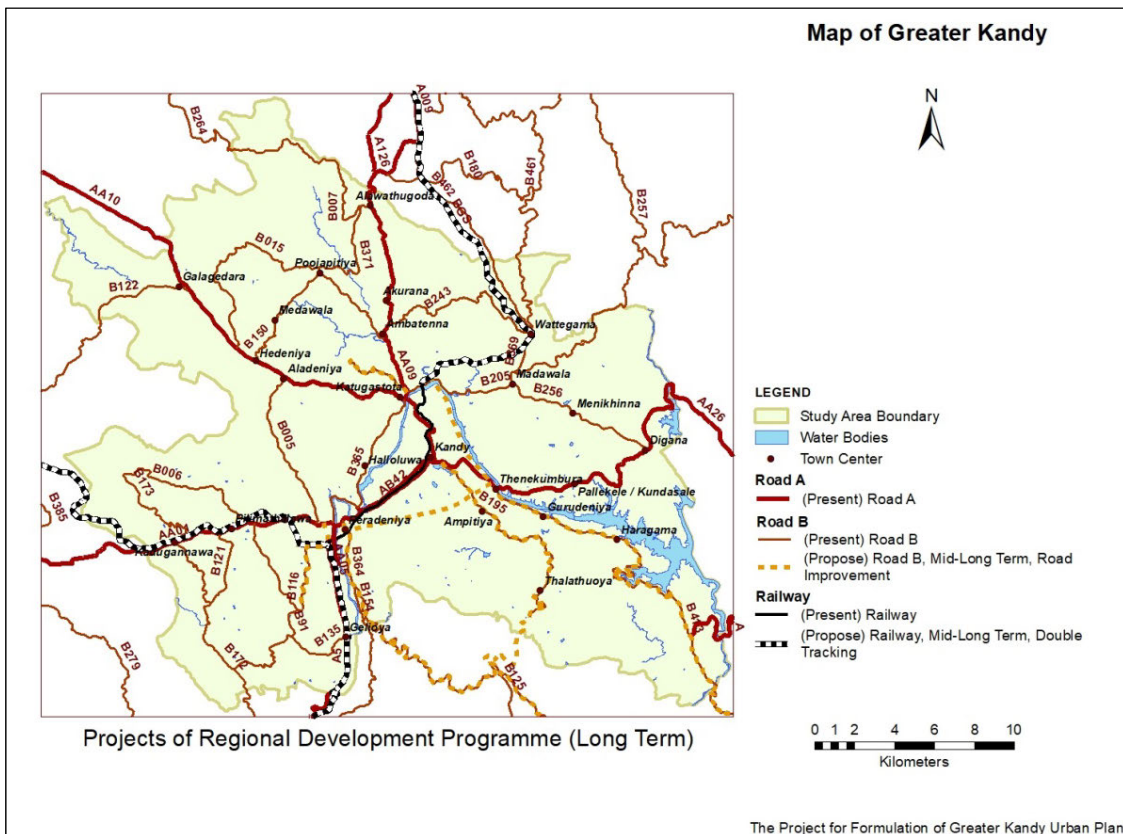 Map of Greater Kandy
N
A009
B264
A126
B180
B461
B462
AA10
Alawathugoda
B007
B257
B015
B371
Poojapitiya
B122
Galagedara
Akurana
B243
Medawala
Ambatenna
Wattegama
B150
Hedeniya
AA09
Aladeniya
Madawala
B205
Katugastota
B256
AA26
Menikhinna
B005
Kandy
Digana
B365
Halloluwa
B006
B173
AB42
Thenekumbura
Pallekele / Kundasale
B385
B195
Gurudeniya
Ampitiya
Peradeniya
AA01
Haragama
Kadugannawa
B121
B364
B116
B154
Thalathuoya
B91
B135
Gelioya
A5
B172
B279
B125
A
Projects of Regional Development Programme (Long Term)
LEGEND
Study Area Boundary
Water Bodies
Town Center
Road A
(Present) Road A
Road B
(Present) Road B
(Propose) Road B, Mid-Long Term, Road
Improvement
Railway
(Present) Railway
(Propose) Railway, Mid-Long Term, Double
Tracking
0 1 2 4 6 8 10
Kilometers
The Project for Formulation of Greater Kandy Urban Plan